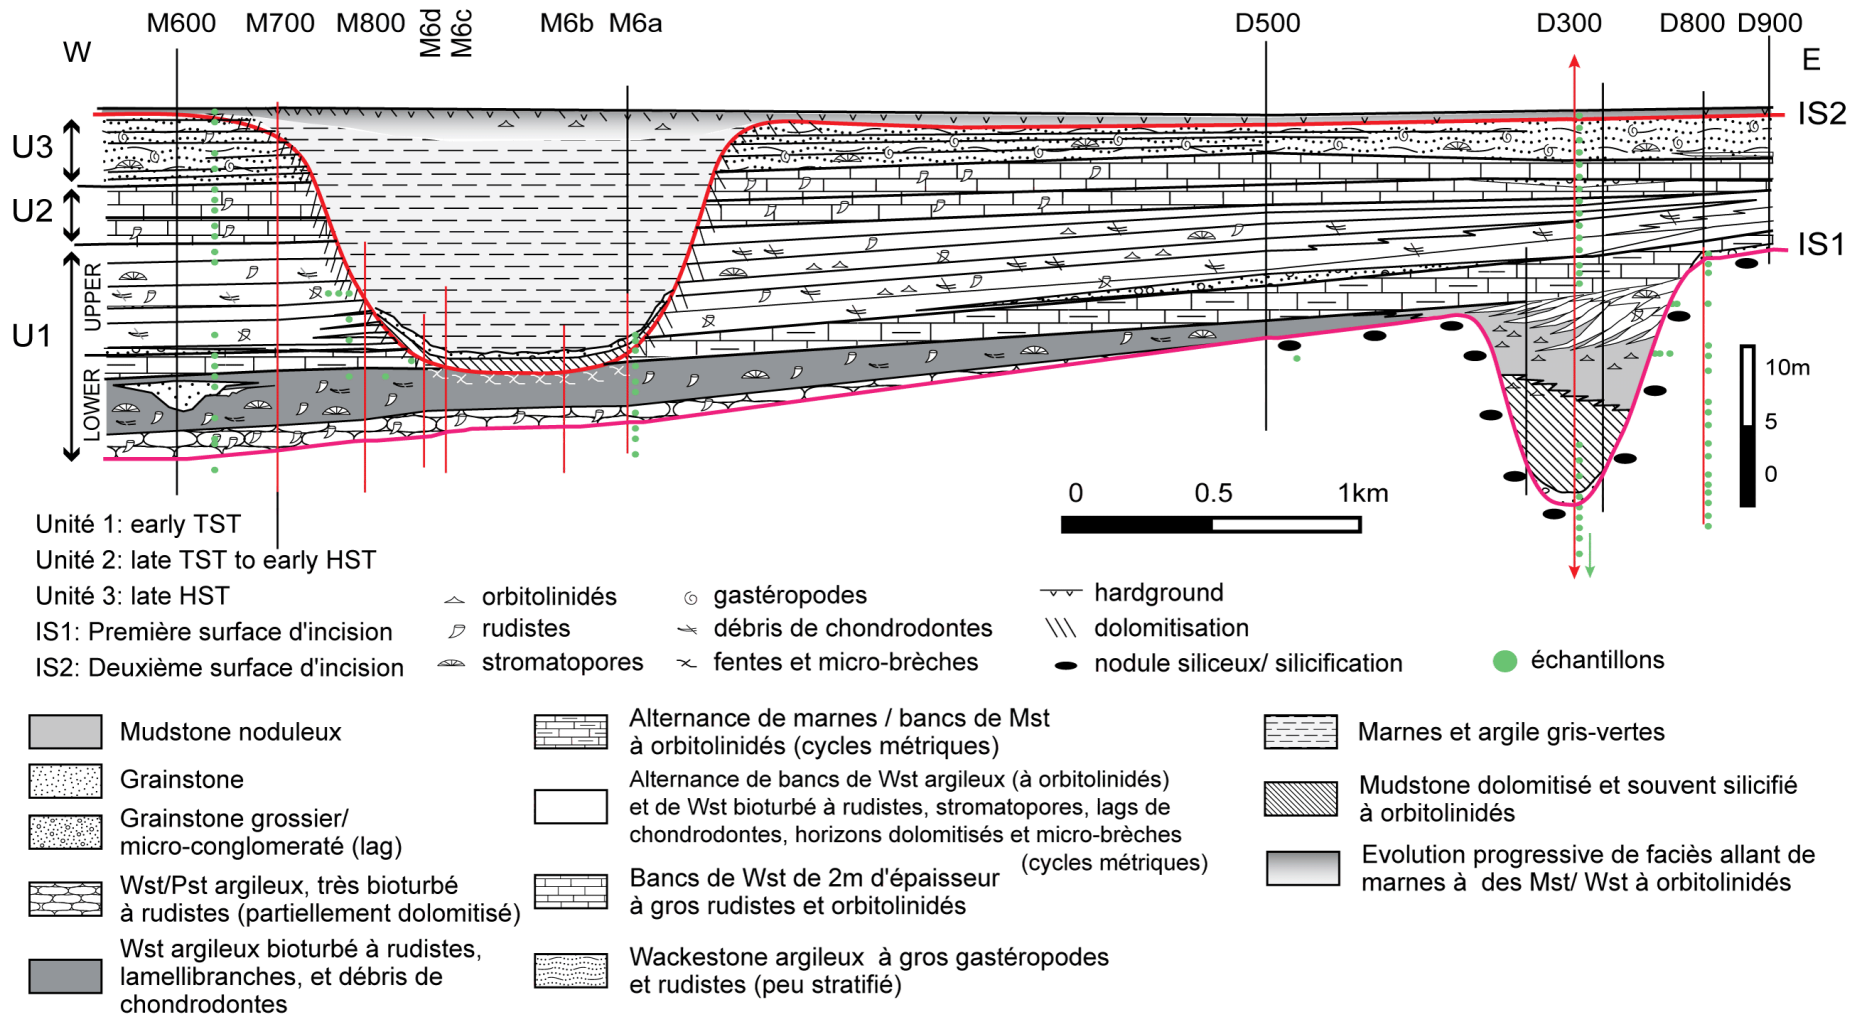 M600 M700 M800 M6d M6c M6b M6a D500 D300 D800 D900
W E
IS2
U3
U2
IS1
UPPER
U1
LOWER
10m
5
0
0 0.5 1km
Unité 1: early TST
Unité 2: late TST to early HST
Unité 3: late HST
IS1: Première surface d'incision
IS2: Deuxième surface d'incision
orbitolinidés
rudistes
stromatopores
gastéropodes
débris de chondrodontes
fentes et micro-brèches
hardground
dolomitisation
nodule siliceux/ silicification
échantillons
Mudstone noduleux
Grainstone
Grainstone grossier/
micro-conglomeraté (lag)
Wst/Pst argileux, très bioturbé
à rudistes (partiellement dolomitisé)
Wst argileux bioturbé à rudistes,
lamellibranches, et débris de
chondrodontes
Alternance de marnes / bancs de Mst
à orbitolinidés (cycles métriques)
Alternance de bancs de Wst argileux (à orbitolinidés)
et de Wst bioturbé à rudistes, stromatopores, lags de
chondrodontes, horizons dolomitisés et micro-brèches
(cycles métriques)
Bancs de Wst de 2m d'épaisseur
à gros rudistes et orbitolinidés
Wackestone argileux à gros gastéropodes
et rudistes (peu stratifié)
Marnes et argile gris-vertes
Mudstone dolomitisé et souvent silicifié
à orbitolinidés
Evolution progressive de faciès allant de
marnes à des Mst/ Wst à orbitolinidés